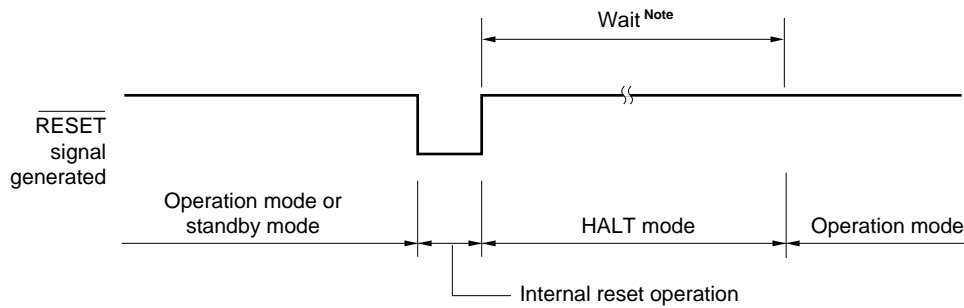 Wait Note
RESET
signal
generated
Operation mode or
standby mode
HALT mode
Operation mode
Internal reset operation